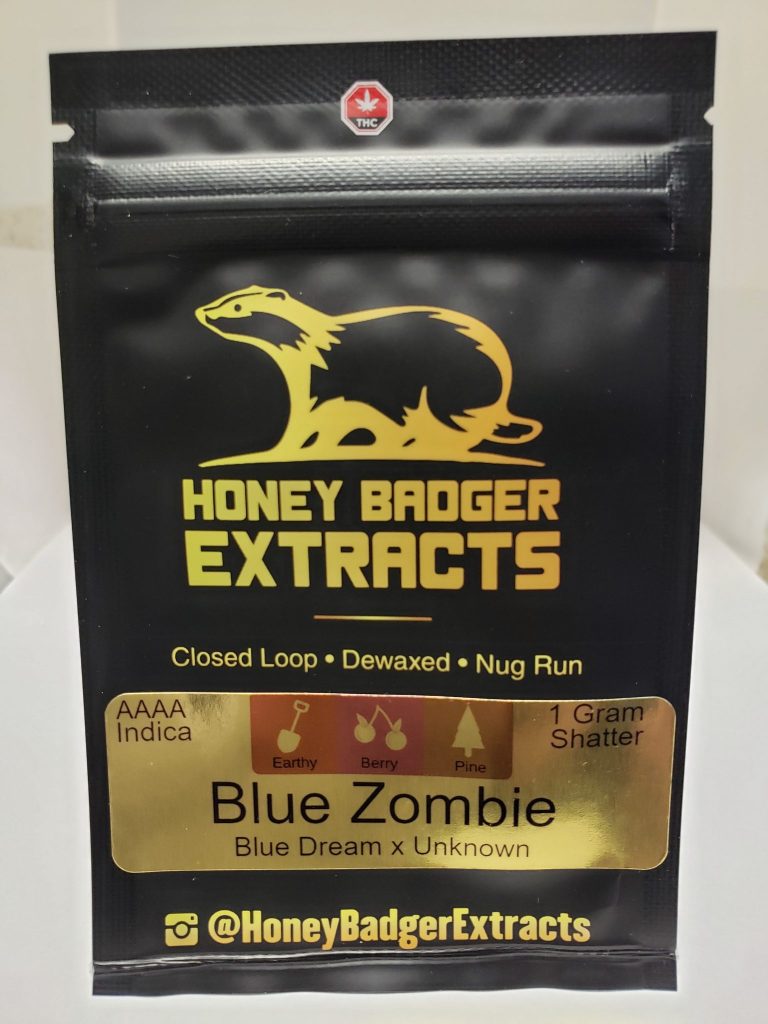 THC
HONEY BADGER
EXTRACTS
Closed Loop • Dewaxed • Nug Run
AAAA
Indica
Earthy
Berry
Pine
1 Gram
Shatter
Blue Zombie
Blue Dream x Unknown
@HoneyBadgerExtracts